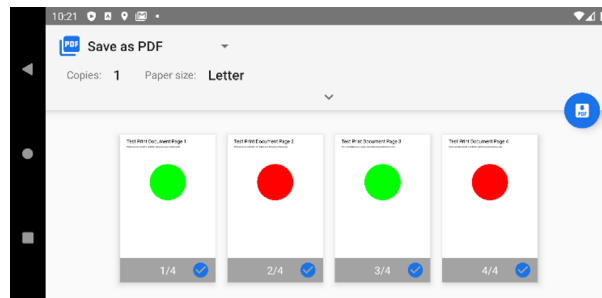 10:21
PDF Save as PDF
Copies: 1 Paper size: Letter
PDF
Test Print Document Page 1
Test Print Document Page 2
Test Print Document Page 3
Test Print Document Page 4
1/4
2/4
3/4
4/4